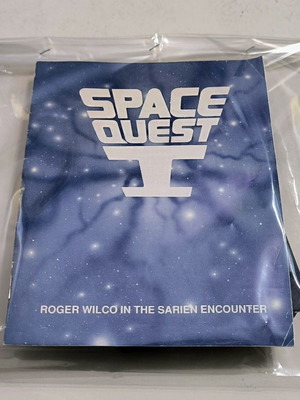 SPACE
QUEST
I
ROGER WILCO IN THE SARIEN ENCOUNTER